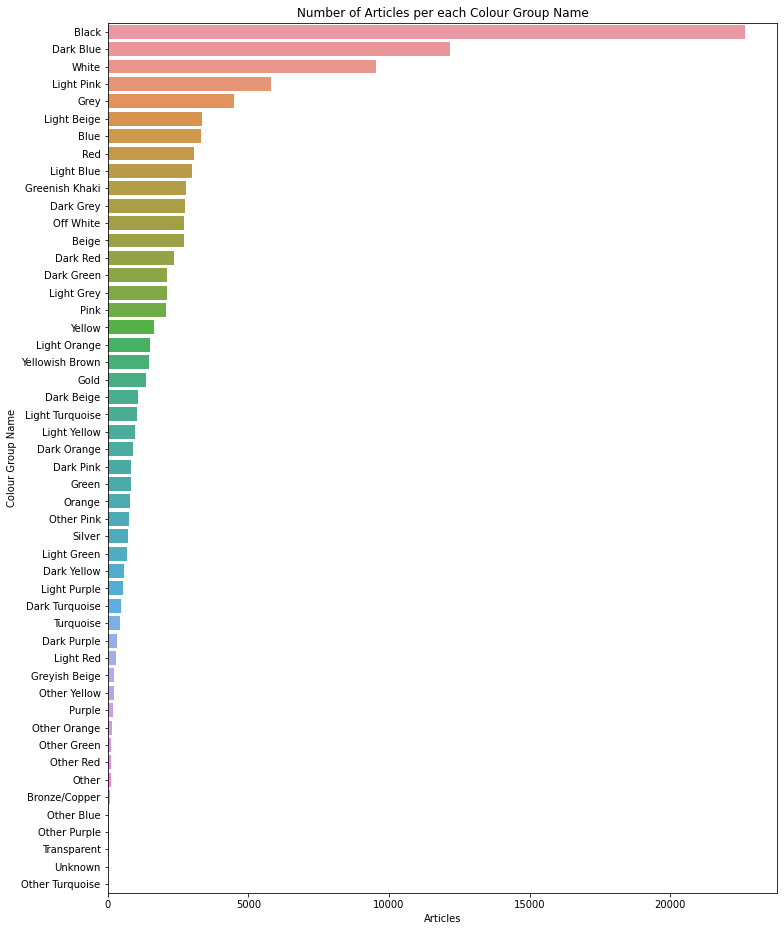 Number of Articles per each Colour Group Name
Black
Dark Blue
White
Light Pink
Grey
Light Beige
Blue
Red
Light Blue
Greenish Khaki
Dark Grey
Off White
Beige
Dark Red
Dark Green
Light Grey
Pink
Yellow
Light Orange
Yellowish Brown
Gold
Dark Beige
Light Turquoise
Light Yellow
Dark Orange
Dark Pink
Green
Orange
Other Pink
Silver
Light Green
Dark Yellow
Light Purple
Dark Turquoise
Turquoise
Dark Purple
Light Red
Greyish Beige
Other Yellow
Purple
Other Orange
Other Green
Other Red
Other
Bronze/Copper
Other Blue
Other Purple
Transparent
Unknown
Other Turquoise
Colour Group Name
0 5000 10000 15000 20000
Articles